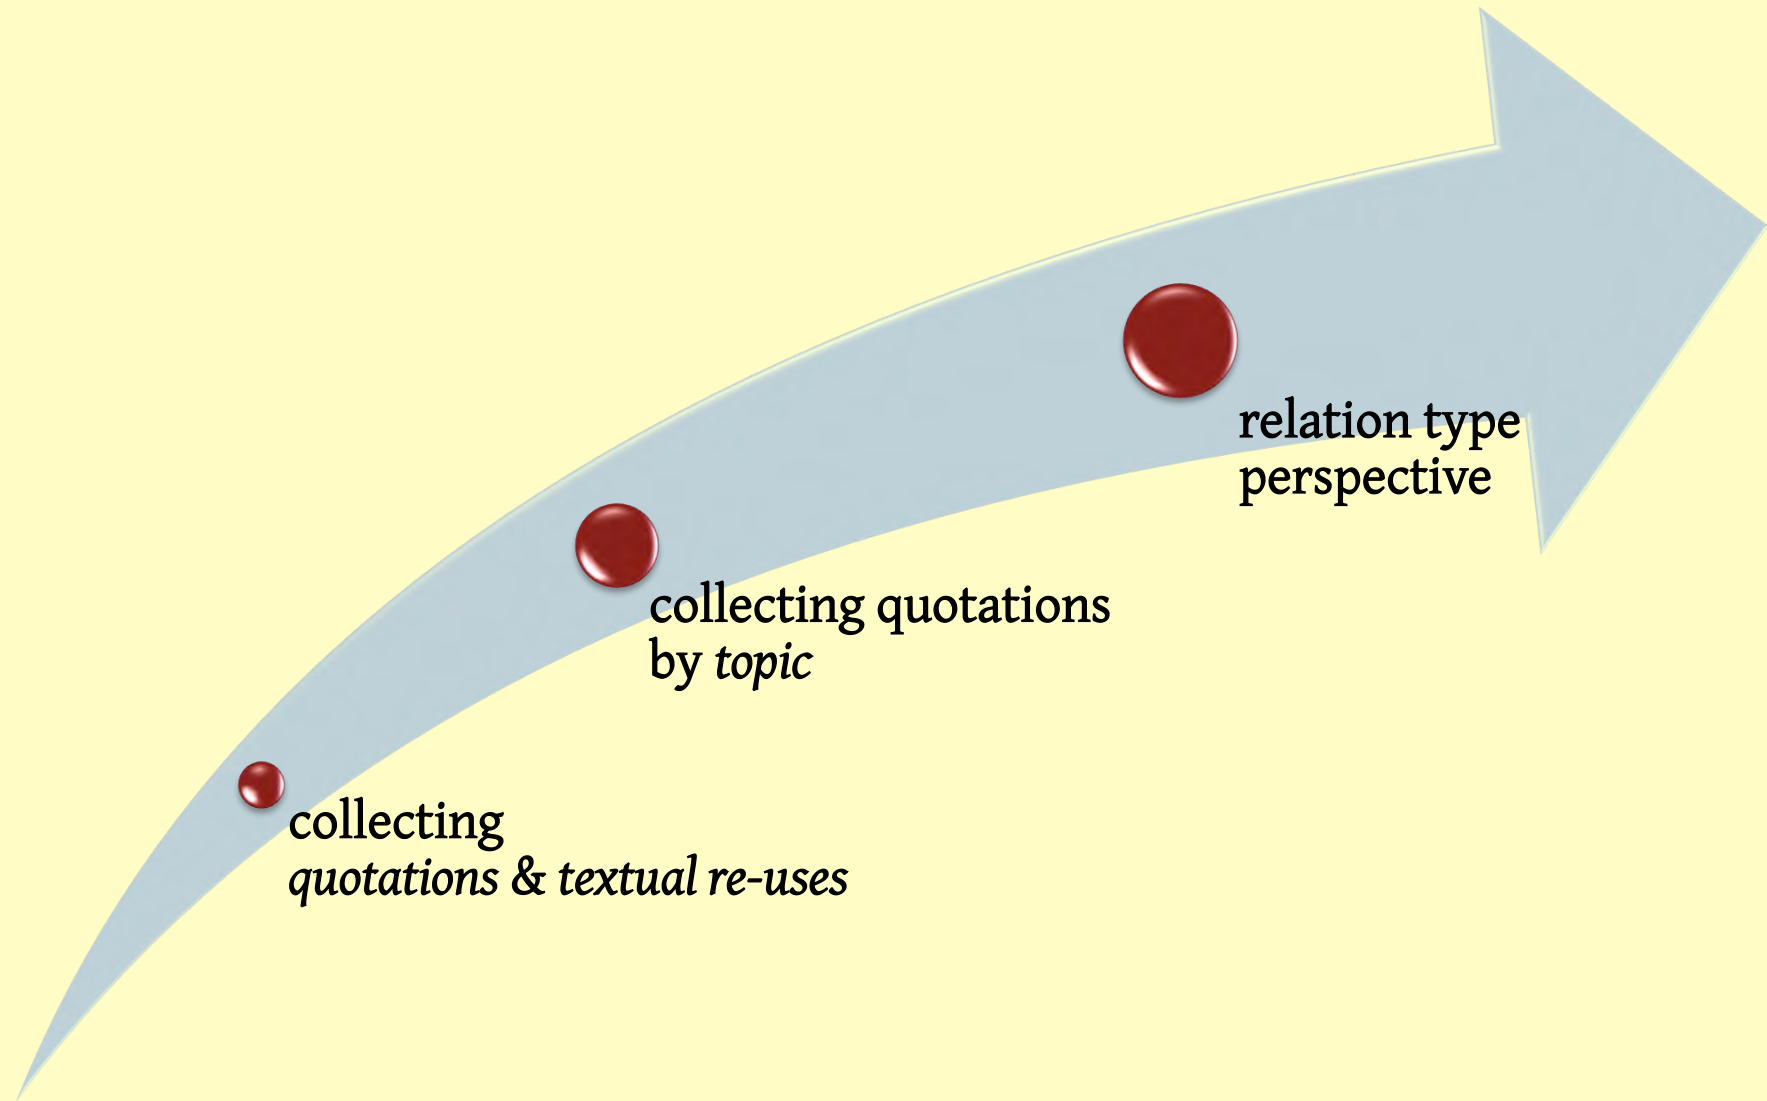 relation type
perspective
collecting quotations
by topic
collecting
quotations & textual re-uses